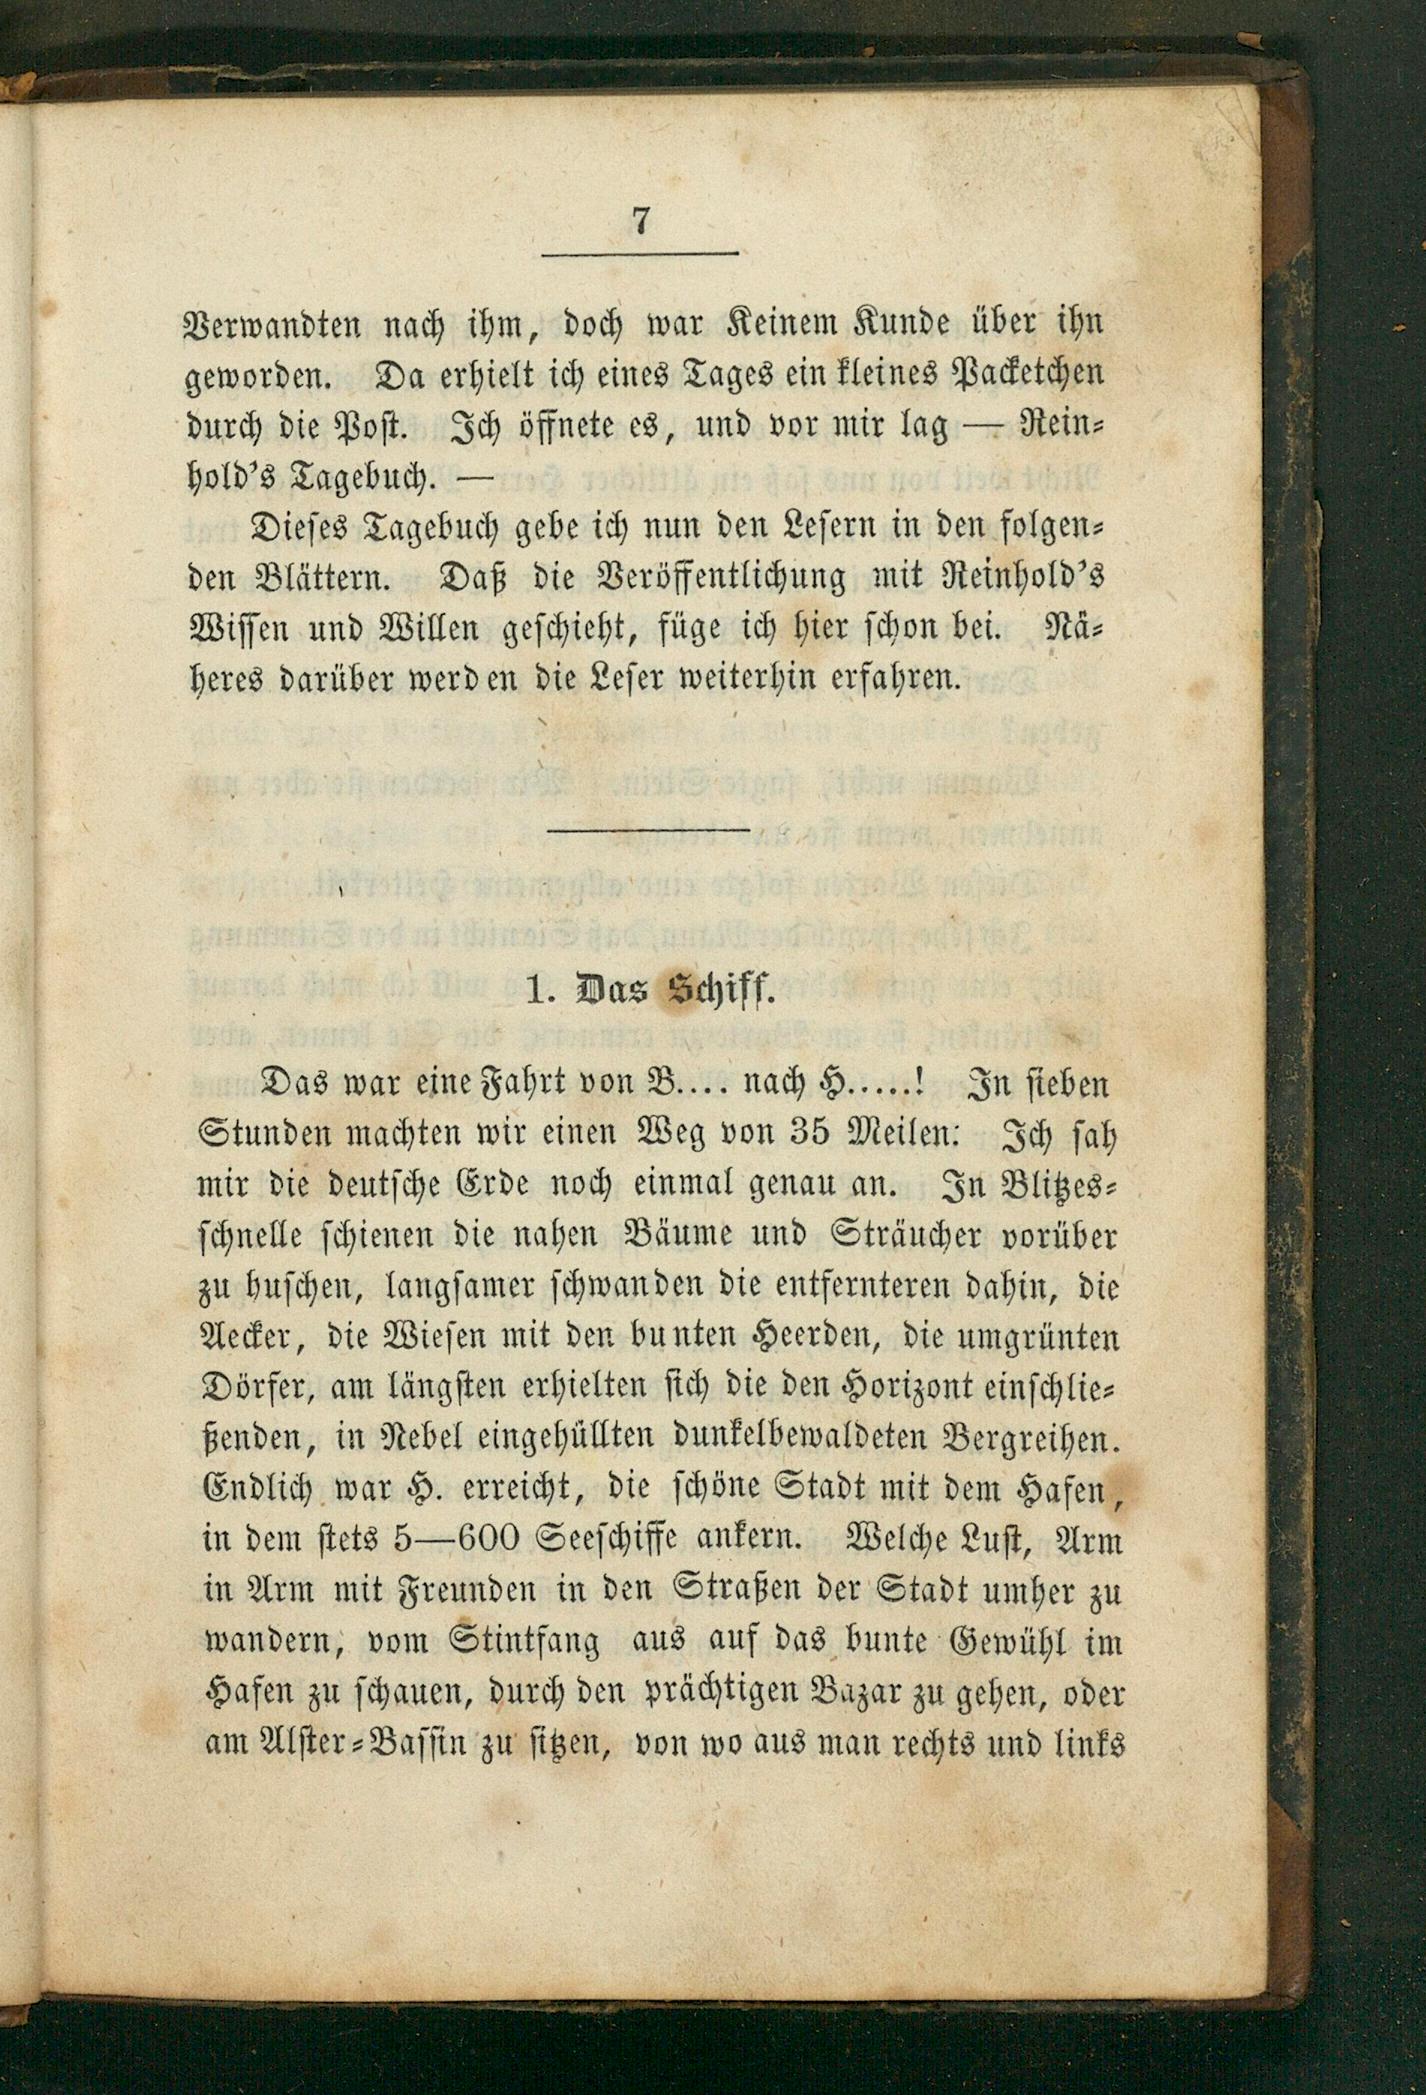 7
Verwandten nach ihm, doch war Keinem Kunde über ihn
geworden. Da erhielt ich eines Tages ein kleines Packetchen
durch die Post. Ich öffnete es, und vor mir lag — Rein-
hold's Tagebuch. —
Dieses Tagebuch gebe ich nun den Lesern in den folgen-
den Blättern. Daß die Veröffentlichung mit Reinhold's
Wissen und Willen geschieht, füge ich hier schon bei. Nä-
heres darüber werden die Leser weiterhin erfahren.
1. Das Schiff.
Das war eine Fahrt von B.... nach H.....! In sieben
Stunden machten wir einen Weg von 35 Meilen: Ich sah
mir die deutsche Erde noch einmal genau an. In Blitzes-
schnelle schienen die nahen Bäume und Sträucher vorüber
zu huschen, langsamer schwanden die entfernteren dahin, die
Aecker, die Wiesen mit den bunten Heerden, die umgrünten
Dörfer, am längsten erhielten sich die den Horizont einschlie-
ßenden, in Nebel eingehüllten dunkelbewaldeten Bergreihen.
Endlich war H. erreicht, die schöne Stadt mit dem Hafen,
in dem stets 5—600 Seeschiffe ankern. Welche Lust, Arm
in Arm mit Freunden in den Straßen der Stadt umher zu
wandern, vom Stintfang aus auf das bunte Gewühl im
Hafen zu schauen, durch den prächtigen Bazar zu gehen, oder
am Alster-Bassin zu sitzen, von wo aus man rechts und links